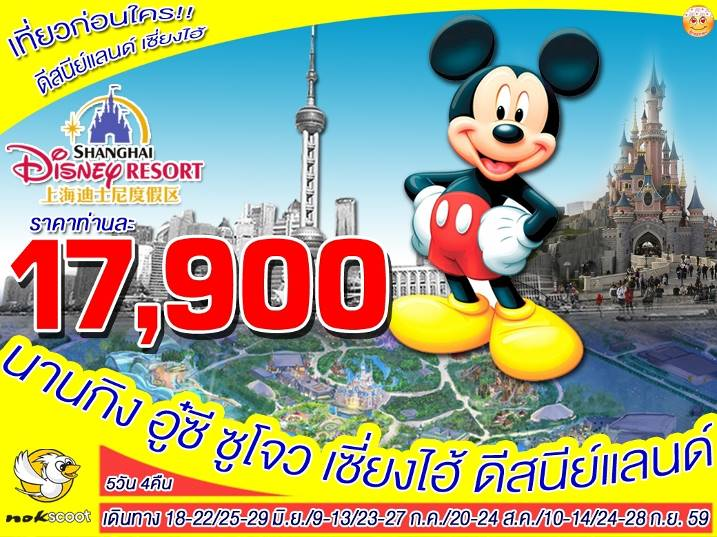 เที่ยวก่อนใคร!!
ดีสนีย์แลนด์ เซี่ยงไฮ้
SHANGHAI
DISNEY RESORT
上海迪士尼度假区
ราคาท่านละ
17,900
นานกิง อู๋ซี ซูโจว เซี่ยงไฮ้ ดีสนีย์แลนด์
5วัน 4คืน
nokscoot
เดินทาง 18-22/25-29 มิ.ย./9-13/23-27 ก.ค./20-24 ส.ค./10-14/24-28 ก.ย. 59